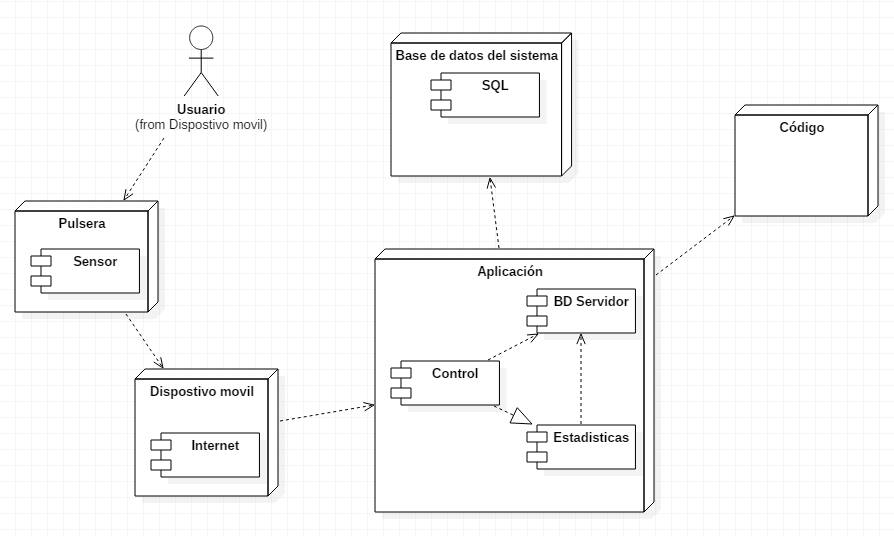 Usuario
(from Dispostivo movil)
Base de datos del sistema
SQL
Código
Pulsera
Sensor
Aplicación
BD Servidor
Control
Estadisticas
Dispostivo movil
Internet